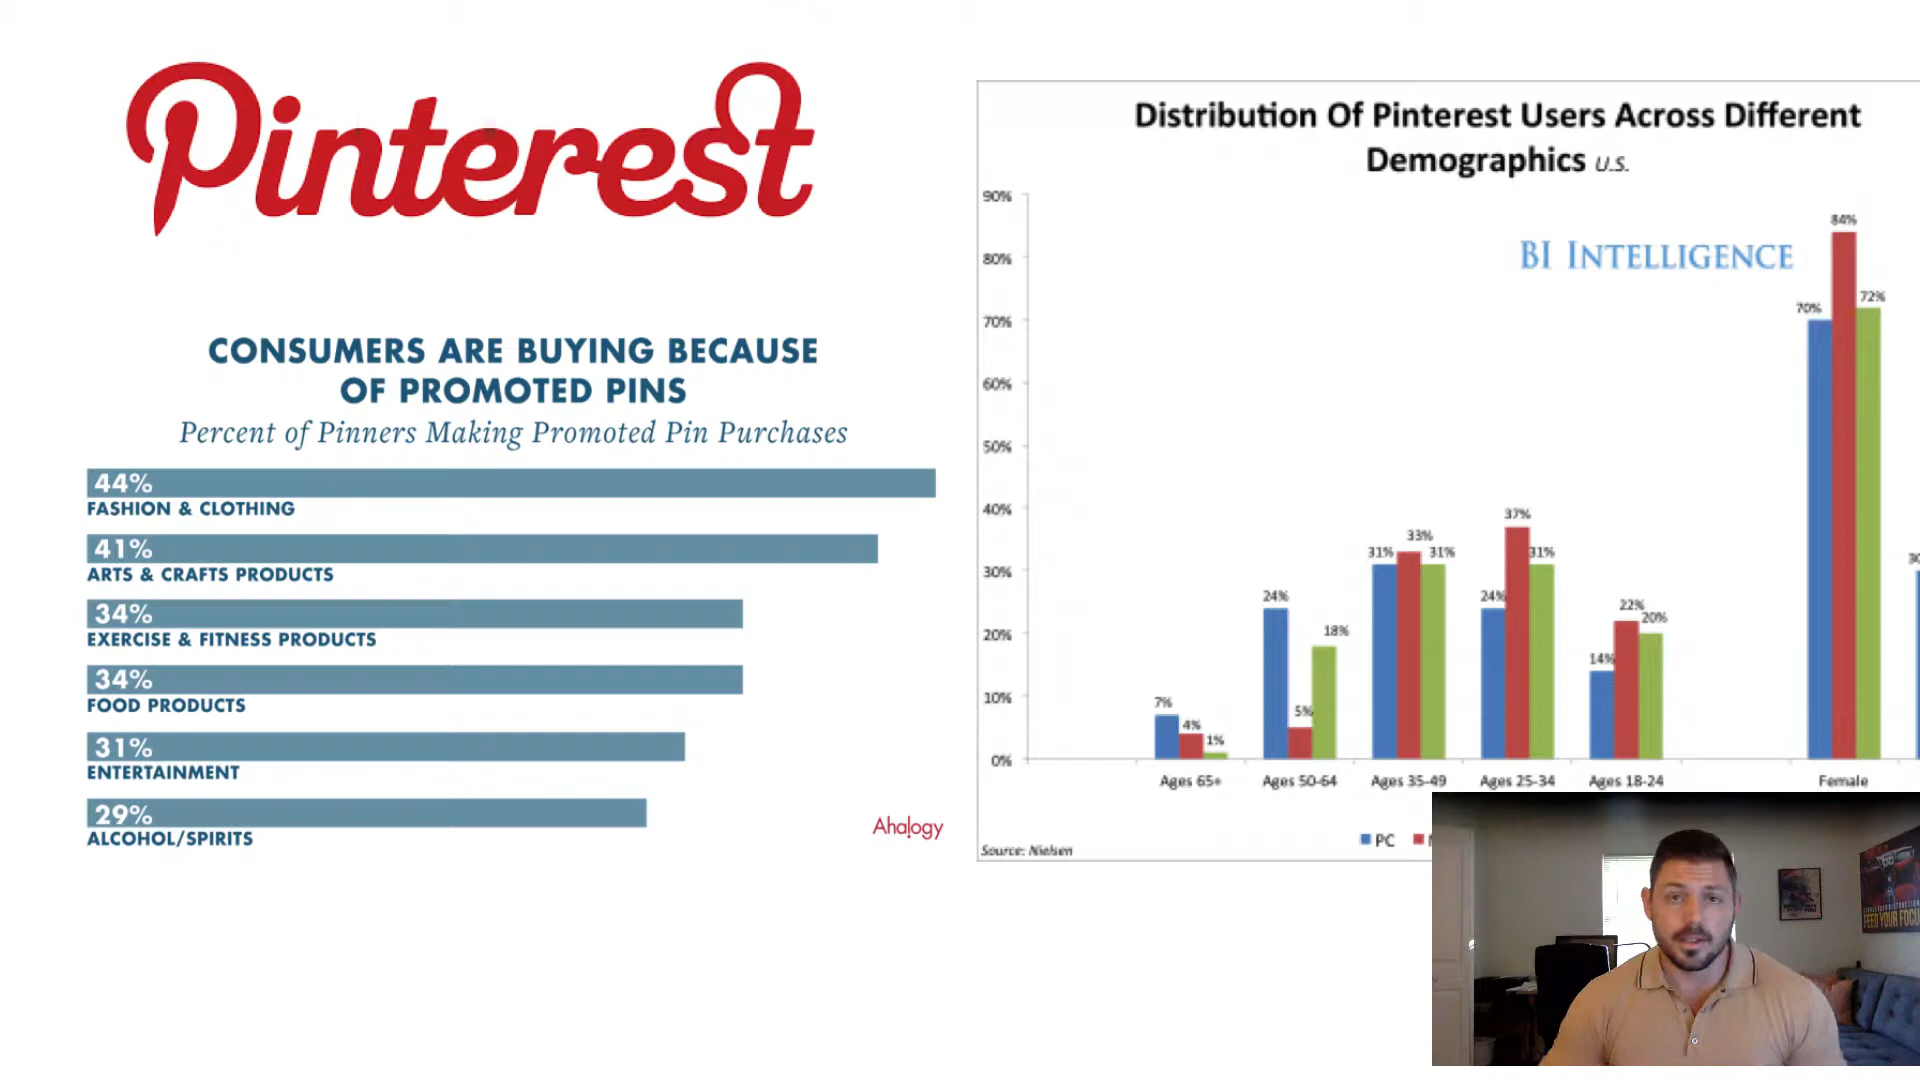 Pinterest
CONSUMERS ARE BUYING BECAUSE
OF PROMOTED PINS
Percent of Pinners Making Promoted Pin Purchases
44%
FASHION & CLOTHING
41%
ARTS & CRAFTS PRODUCTS
34%
EXERCISE & FITNESS PRODUCTS
34%
FOOD PRODUCTS
31%
ENTERTAINMENT
29%
ALCOHOL/SPIRITS
Ahalogy
Distribution Of Pinterest Users Across Different
Demographics U.S.
BI INTELLIGENCE
90%
80%
70%
60%
50%
40%
30%
20%
10%
0%
7%
4%
1%
24%
5%
18%
31%
33%
31%
24%
37%
31%
14%
22%
20%
70%
84%
72%
Ages 65+
Ages 50-64
Ages 35-49
Ages 25-34
Ages 18-24
Female
PC
Source: Nielsen
FEED YOUR FOCU